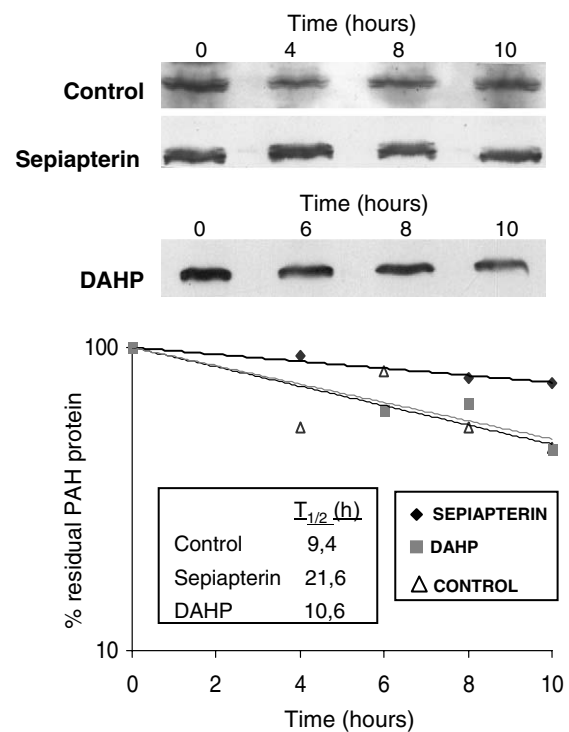 Time (hours)
0 4 8 10
Control
Sepiapterin
Time (hours)
0 6 8 10
DAHP
100
10
% residual PAH protein
T1/2 (h)
Control 9,4
Sepiapterin 21,6
DAHP 10,6
SEPIAPTERIN
DAHP
CONTROL
0 2 4 6 8 10
Time (hours)